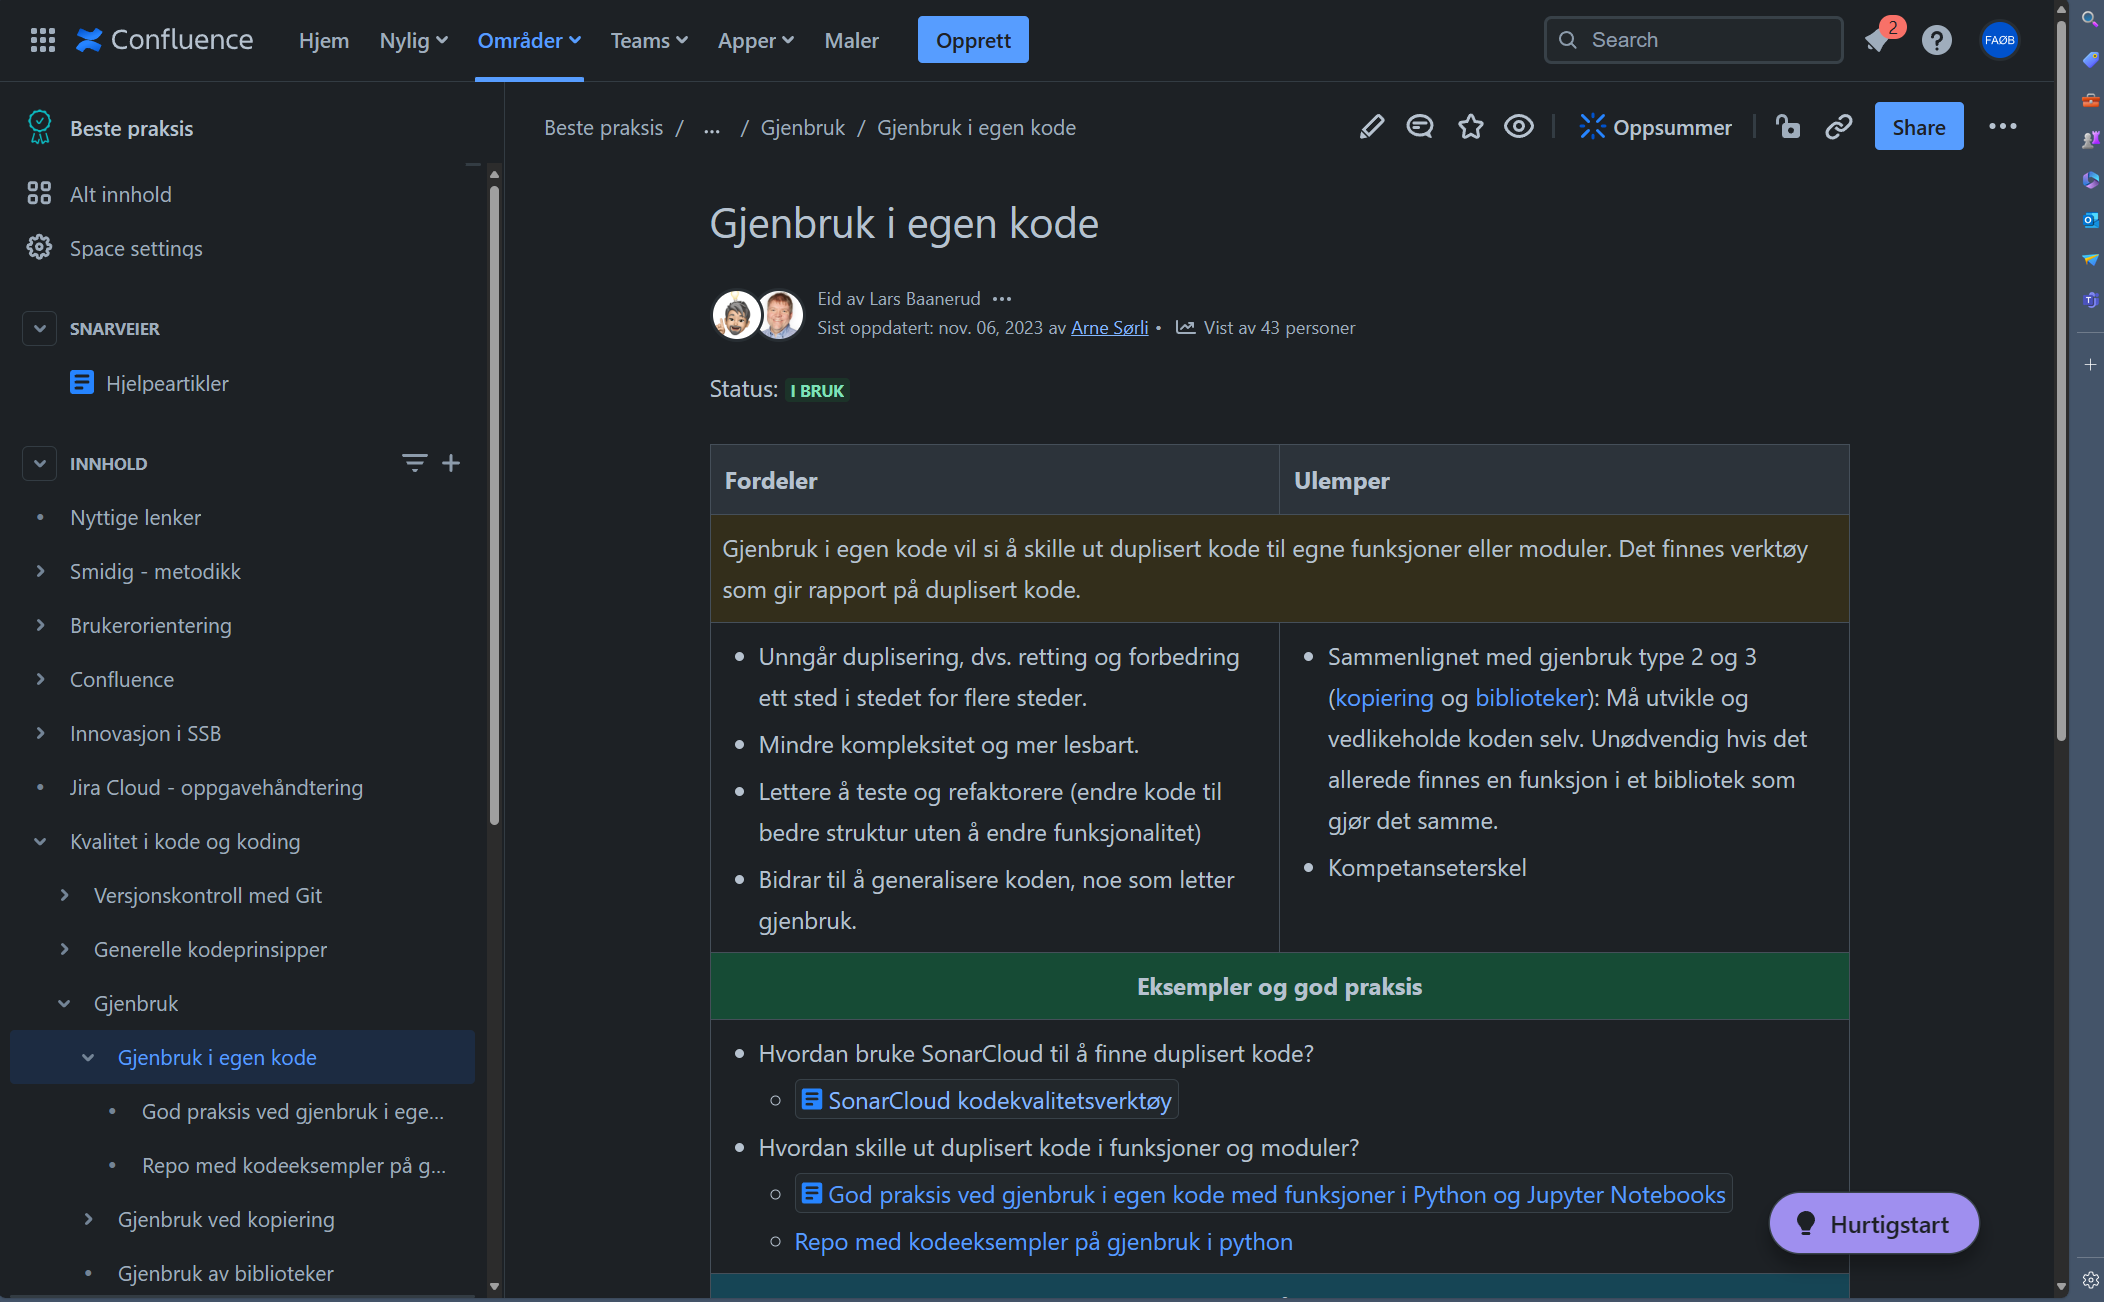 Confluence
Hjem
Nylig
Områder
Teams
Apper
Maler
Opprett
Search
2
FAØB
Beste praksis
Alt innhold
Space settings
SNARVEIER
Hjelpeartikler
INNHOLD
Nyttige lenker
Smidig - metodikk
Brukerorientering
Confluence
Innovasjon i SSB
Jira Cloud - oppgavehåndtering
Kvalitet i kode og koding
Versjonskontroll med Git
Generelle kodeprinsipper
Gjenbruk
Gjenbruk i egen kode
God praksis ved gjenbruk i ege...
Repo med kodeeksempler på g...
Gjenbruk ved kopiering
Gjenbruk av biblioteker
Beste praksis / ... / Gjenbruk / Gjenbruk i egen kode
Oppsummer
Share
Gjenbruk i egen kode
Eid av Lars Baanerud
Sist oppdatert: nov. 06, 2023 av Arne Sørli • Vist av 43 personer
Status: I BRUK
Fordeler
Ulemper
Gjenbruk i egen kode vil si å skille ut duplisert kode til egne funksjoner eller moduler. Det finnes verktøy
som gir rapport på duplisert kode.
Unngår duplisering, dvs. retting og forbedring
ett sted i stedet for flere steder.
Mindre kompleksitet og mer lesbart.
Lettere å teste og refaktorere (endre kode til
bedre struktur uten å endre funksjonalitet)
Bidrar til å generalisere koden, noe som letter
gjenbruk.
Sammenlignet med gjenbruk type 2 og 3
(kopiering og biblioteker): Må utvikle og
vedlikeholde koden selv. Unødvendig hvis det
allerede finnes en funksjon i et bibliotek som
gjør det samme.
Kompetanseterskel
Eksempler og god praksis
Hvordan bruke SonarCloud til å finne duplisert kode?
SonarCloud kodekvalitetsverktøy
Hvordan skille ut duplisert kode i funksjoner og moduler?
God praksis ved gjenbruk i egen kode med funksjoner i Python og Jupyter Notebooks
Repo med kodeeksempler på gjenbruk i python
Hurtigstart